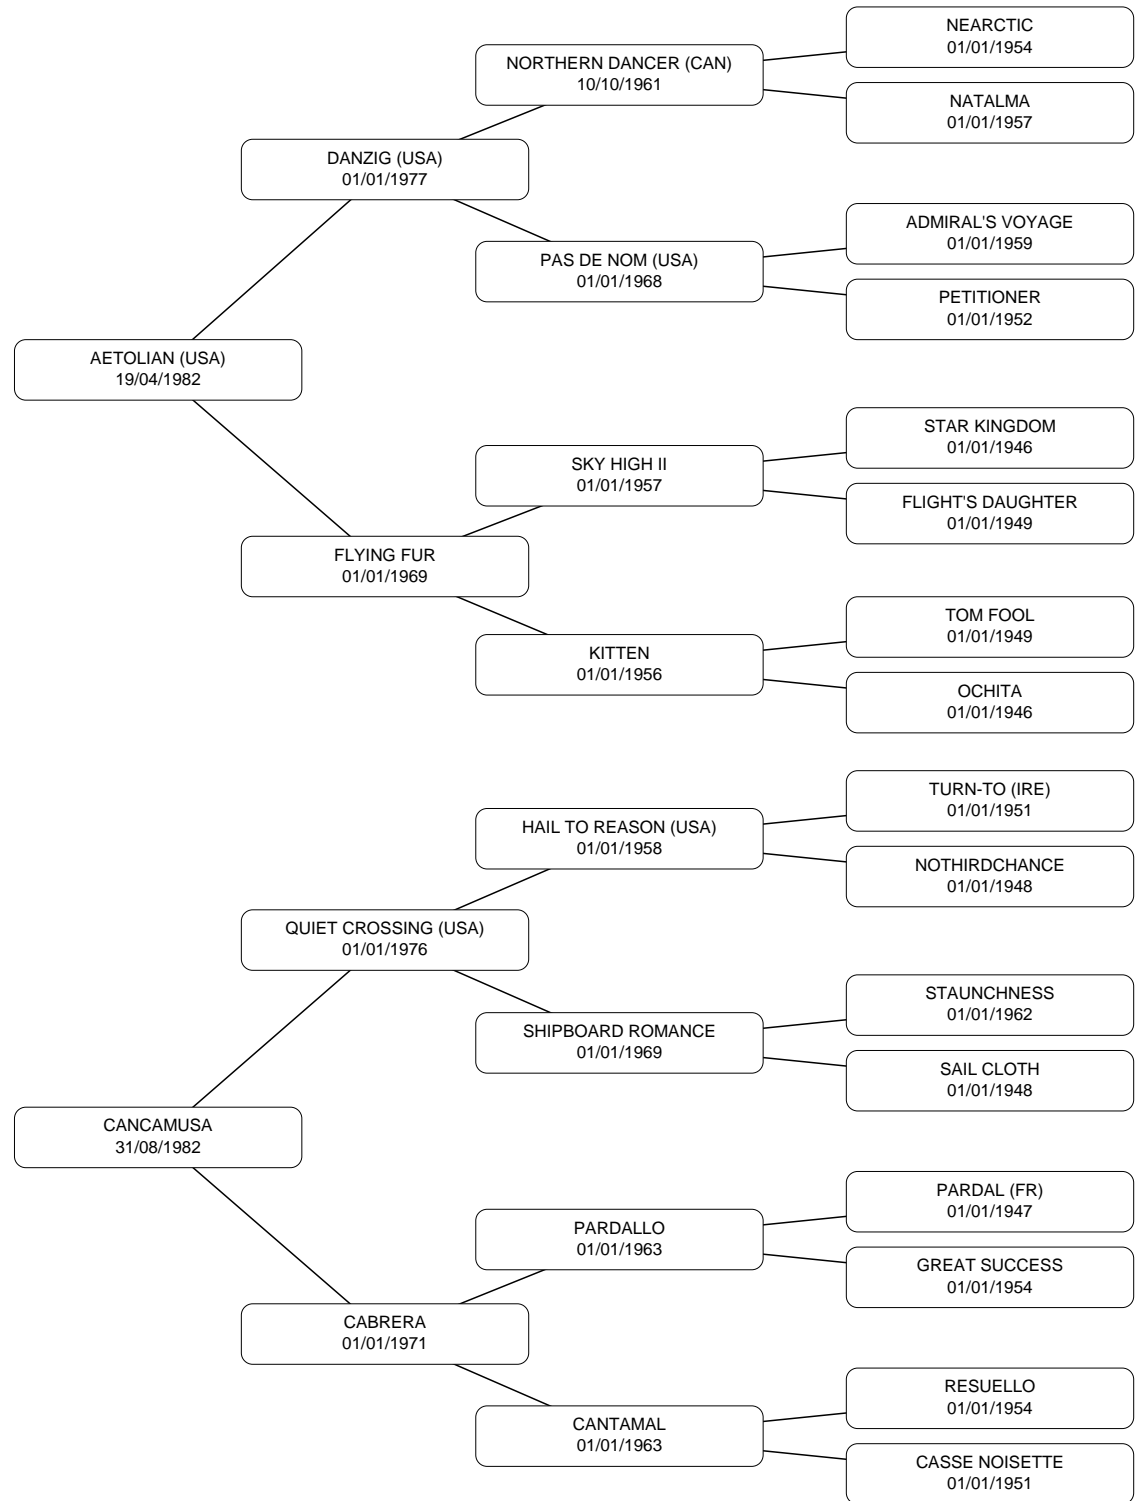 NEARCTIC
01/01/1954
NORTHERN DANCER (CAN)
10/10/1961
NATALMA
01/01/1957
DANZIG (USA)
01/01/1977
ADMIRAL'S VOYAGE
01/01/1959
PAS DE NOM (USA)
01/01/1968
PETITIONER
01/01/1952
AETOLIAN (USA)
19/04/1982
STAR KINGDOM
01/01/1946
SKY HIGH II
01/01/1957
FLIGHT'S DAUGHTER
01/01/1949
FLYING FUR
01/01/1969
TOM FOOL
01/01/1949
KITTEN
01/01/1956
OCHITA
01/01/1946
TURN-TO (IRE)
01/01/1951
HAIL TO REASON (USA)
01/01/1958
NOTHIRDCHANCE
01/01/1948
QUIET CROSSING (USA)
01/01/1976
STAUNCHNESS
01/01/1962
SHIPBOARD ROMANCE
01/01/1969
SAIL CLOTH
01/01/1948
CANCAMUSA
31/08/1982
PARDAL (FR)
01/01/1947
PARDALLO
01/01/1963
GREAT SUCCESS
01/01/1954
CABRERA
01/01/1971
RESUELLO
01/01/1954
CANTAMAL
01/01/1963
CASSE NOISETTE
01/01/1951